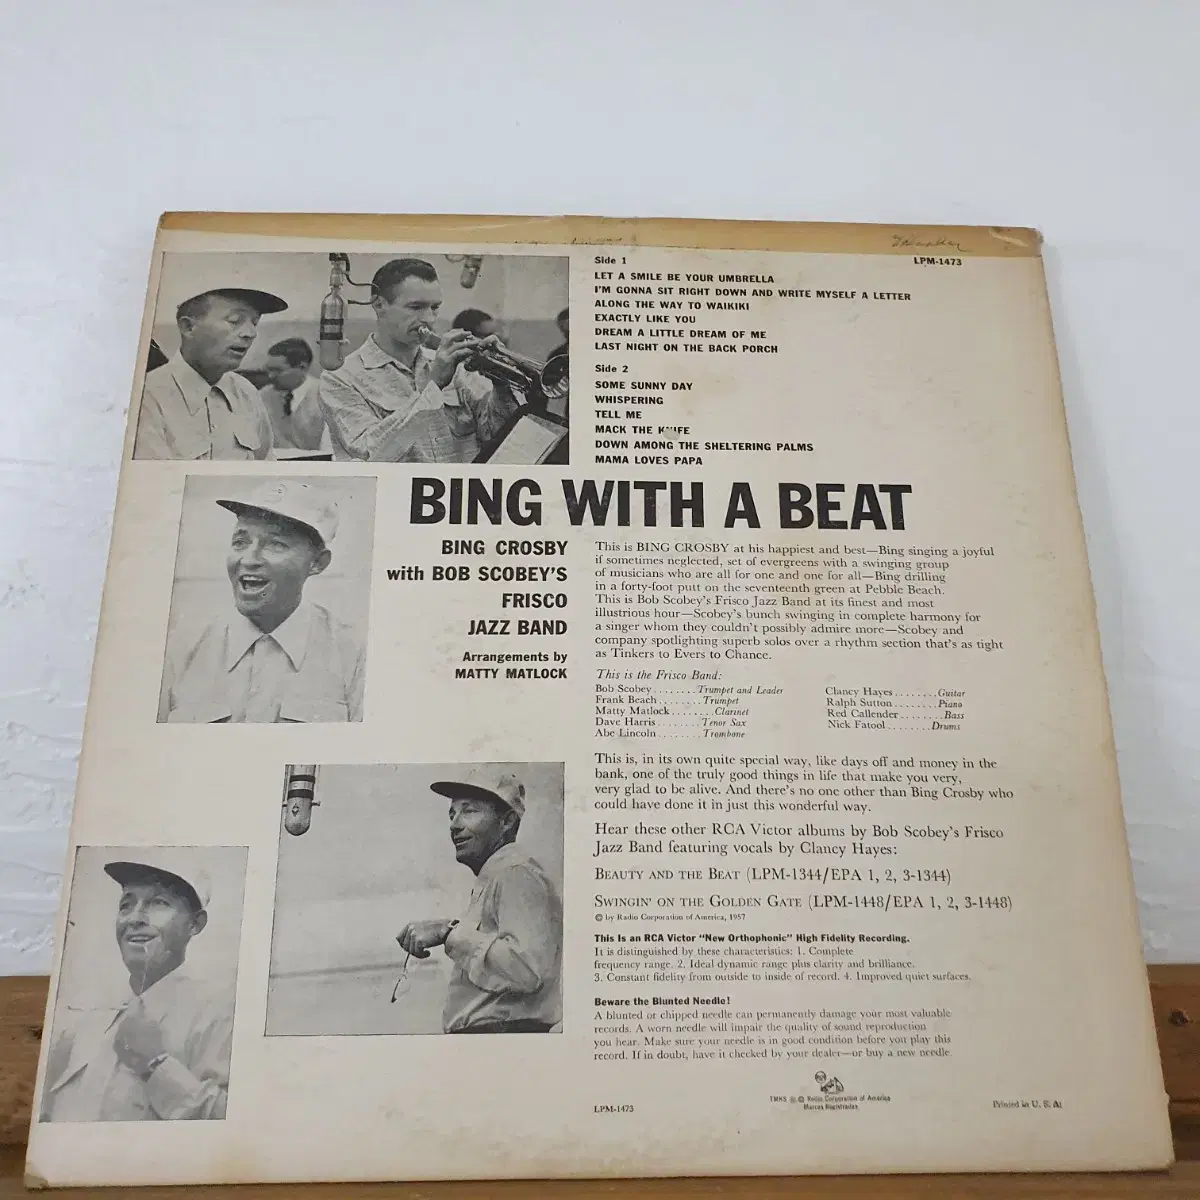 Side 1
LPM-1473
LET A SMILE BE YOUR UMBRELLA
I'M GONNA SIT RIGHT DOWN AND WRITE MYSELF A LETTER
ALONG THE WAY TO WAIKIKI
EXACTLY LIKE YOU
DREAM A LITTLE DREAM OF ME
LAST NIGHT ON THE BACK PORCH
Side 2
SOME SUNNY DAY
WHISPERING
TELL ME
MACK THE KNIFE
DOWN AMONG THE SHELTERING PALMS
MAMA LOVES PAPA
BING WITH A BEAT
BING CROSBY
with BOB SCOBEY'S
FRISCO
JAZZ BAND
Arrangements by
MATTY MATLOCK
This is BING CROSBY at his happiest and best—Bing singing a joyful
if sometimes neglected, set of evergreens with a swinging group
of musicians who are all for one and one for all—Bing drilling
in a forty-foot putt on the seventeenth green at Pebble Beach.
This is Bob Scobey's Frisco Jazz Band at its finest and most
illustrious hour—Scobey's bunch swinging in complete harmony for
a singer whom they couldn't possibly admire more—Scobey and
company spotlighting superb solos over a rhythm section that's as tight
as Tinkers to Evers to Chance.
This is the Frisco Band:
Bob Scobey........Trumpet and Leader
Frank Beach........Trumpet
Matty Matlock........Clarinet
Dave Harris........Tenor Sax
Abe Lincoln........Trombone
Clancy Hayes........Guitar
Ralph Sutton........Piano
Red Callender........Bass
Nick Fatool........Drums
This is, in its own quite special way, like days off and money in the
bank, one of the truly good things in life that make you very,
very glad to be alive. And there's no one other than Bing Crosby who
could have done it in just this wonderful way.
Hear these other RCA Victor albums by Bob Scobey's Frisco
Jazz Band featuring vocals by Clancy Hayes:
BEAUTY AND THE BEAT (LPM-1344/EPA 1, 2, 3-1344)
SWINGIN' ON THE GOLDEN GATE (LPM-1448/EPA 1, 2, 3-1448)
© by Radio Corporation of America, 1957
This Is an RCA Victor "New Orthophonic" High Fidelity Recording.
It is distinguished by these characteristics: 1. Complete
frequency range. 2. Ideal dynamic range plus clarity and brilliance.
3. Constant fidelity from outside to inside of record. 4. Improved quiet surfaces.
Beware the Blunted Needle!
A blunted or chipped needle can permanently damage your most valuable
records. A worn needle will impair the quality of sound reproduction
you hear. Make sure your needle is in good condition before you play this
record. If in doubt, have it checked by your dealer—or buy a new needle.
LPM-1473
TMKS ® © Radio Corporation of America
Marcas Registradas
Printed in U. S. A.